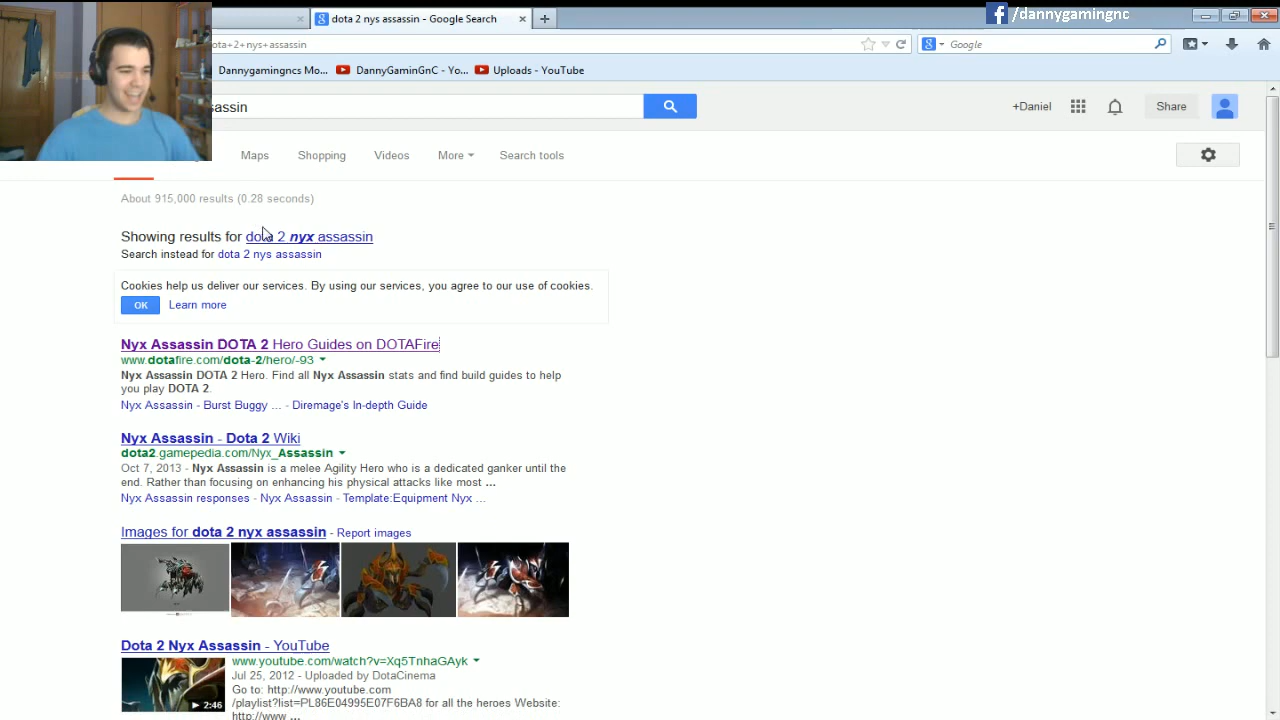 dota 2 nys assassin - Google Search
/dannygamingnc
ota+2+nys+assassin
Google
Dannygamingncs Mo...
DannyGaminGnC - Yo...
Uploads - YouTube
sassin
+Daniel
Share
Maps
Shopping
Videos
More
Search tools
About 915,000 results (0.28 seconds)
Showing results for dota 2 nyx assassin
Search instead for dota 2 nys assassin
Cookies help us deliver our services. By using our services, you agree to our use of cookies.
OK
Learn more
Nyx Assassin DOTA 2 Hero Guides on DOTAFire
www.dotafire.com/dota-2/hero/-93
Nyx Assassin DOTA 2 Hero. Find all Nyx Assassin stats and find build guides to help
you play DOTA 2.
Nyx Assassin - Burst Buggy ... - Diremage's In-depth Guide
Nyx Assassin - Dota 2 Wiki
dota2.gamepedia.com/Nyx_Assassin
Oct 7, 2013 - Nyx Assassin is a melee Agility Hero who is a dedicated ganker until the
end. Rather than focusing on enhancing his physical attacks like most ...
Nyx Assassin responses - Nyx Assassin - Template:Equipment Nyx ...
Images for dota 2 nyx assassin - Report images
Dota 2 Nyx Assassin - YouTube
www.youtube.com/watch?v=Xq5TnhaGAyk
Jul 25, 2012 - Uploaded by DotaCinema
Go to: http://www.youtube.com
/playlist?list=PL86E04995E07F6BA8 for all the heroes Website:
http://www ...
2:46